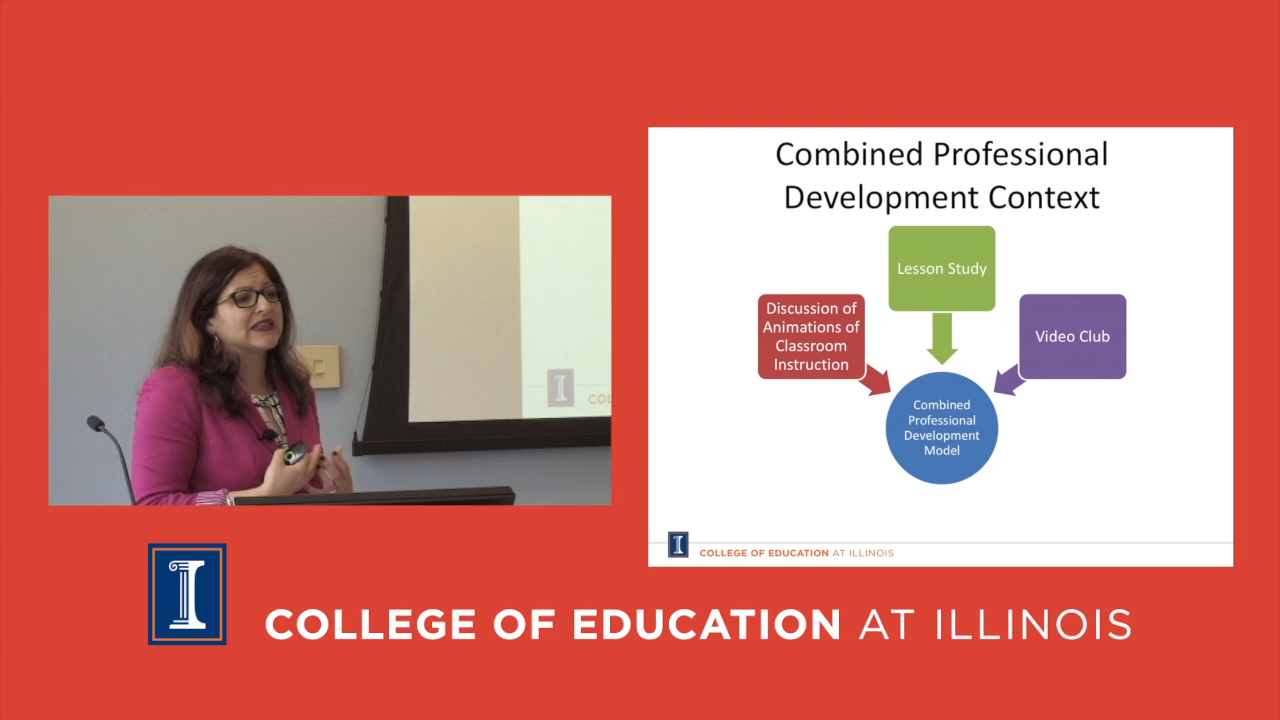 Combined Professional
Development Context
Lesson Study
Discussion of
Animations of
Classroom
Instruction
Video Club
Combined
Professional
Development
Model
I
COLLEGE OF EDUCATION AT ILLINOIS
I
COL
I
COLLEGE OF EDUCATION AT ILLINOIS